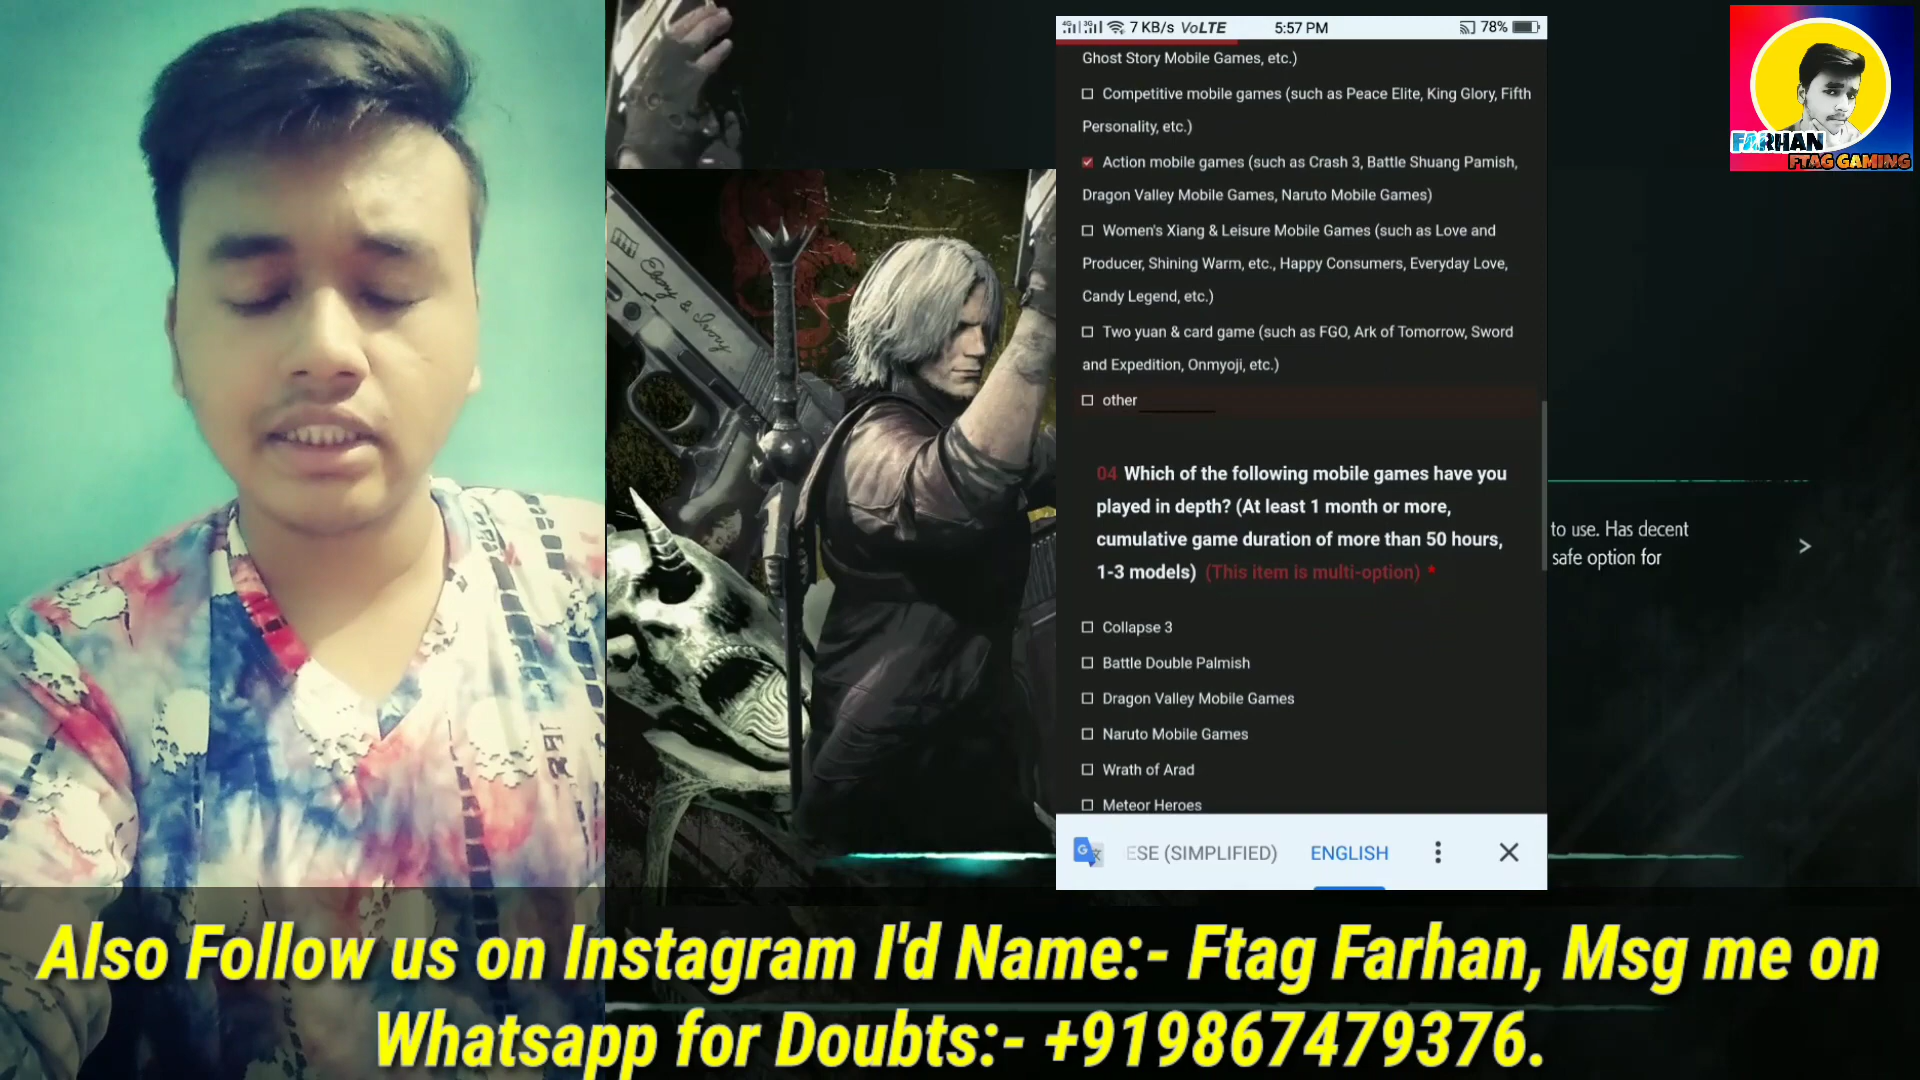 4G 3G 7 KB/s VoLTE 5:57 PM 78%
Ghost Story Mobile Games, etc.)
Competitive mobile games (such as Peace Elite, King Glory, Fifth
Personality, etc.)
Action mobile games (such as Crash 3, Battle Shuang Pamish,
Dragon Valley Mobile Games, Naruto Mobile Games)
Women's Xiang & Leisure Mobile Games (such as Love and
Producer, Shining Warm, etc., Happy Consumers, Everyday Love,
Candy Legend, etc.)
Two yuan & card game (such as FGO, Ark of Tomorrow, Sword
and Expedition, Onmyoji, etc.)
other
04 Which of the following mobile games have you
played in depth? (At least 1 month or more,
cumulative game duration of more than 50 hours,
1-3 models) (This item is multi-option) *
Collapse 3
Battle Double Palmish
Dragon Valley Mobile Games
Naruto Mobile Games
Wrath of Arad
Meteor Heroes
ESE (SIMPLIFIED) ENGLISH
Ebony & Ivory
to use. Has decent
safe option for
FARHAN
FTAG GAMING
Also Follow us on Instagram I'd Name:- Ftag Farhan, Msg me on
Whatsapp for Doubts:- +919867479376.